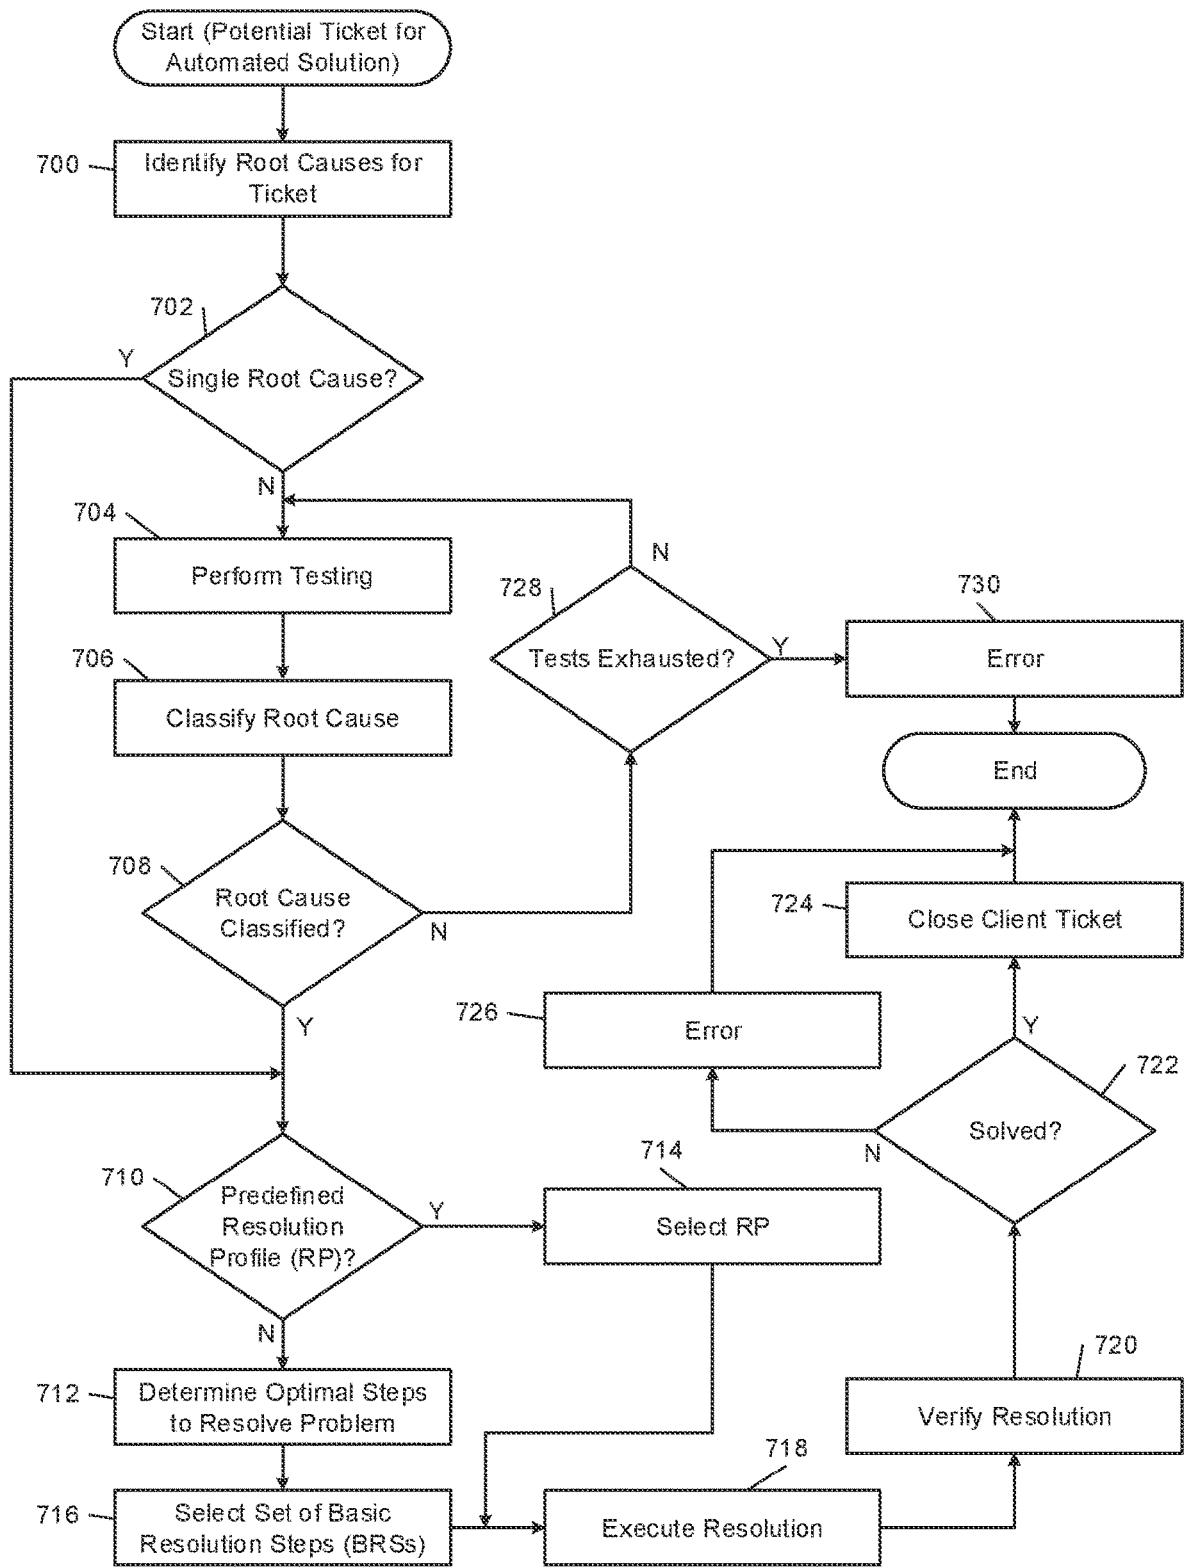 Start (Potential Ticket for
Automated Solution)
700
Identify Root Causes for
Ticket
702
Y
Single Root Cause?
N
704
Perform Testing
706
Classify Root Cause
708
Root Cause
Classified?
N
Y
728
N
Tests Exhausted?
Y
730
Error
End
724
Close Client Ticket
726
Error
Y
722
Solved?
N
710
Predefined
Resolution
Profile (RP)?
Y
N
714
Select RP
712
Determine Optimal Steps
to Resolve Problem
716
Select Set of Basic
Resolution Steps (BRSs)
718
Execute Resolution
720
Verify Resolution